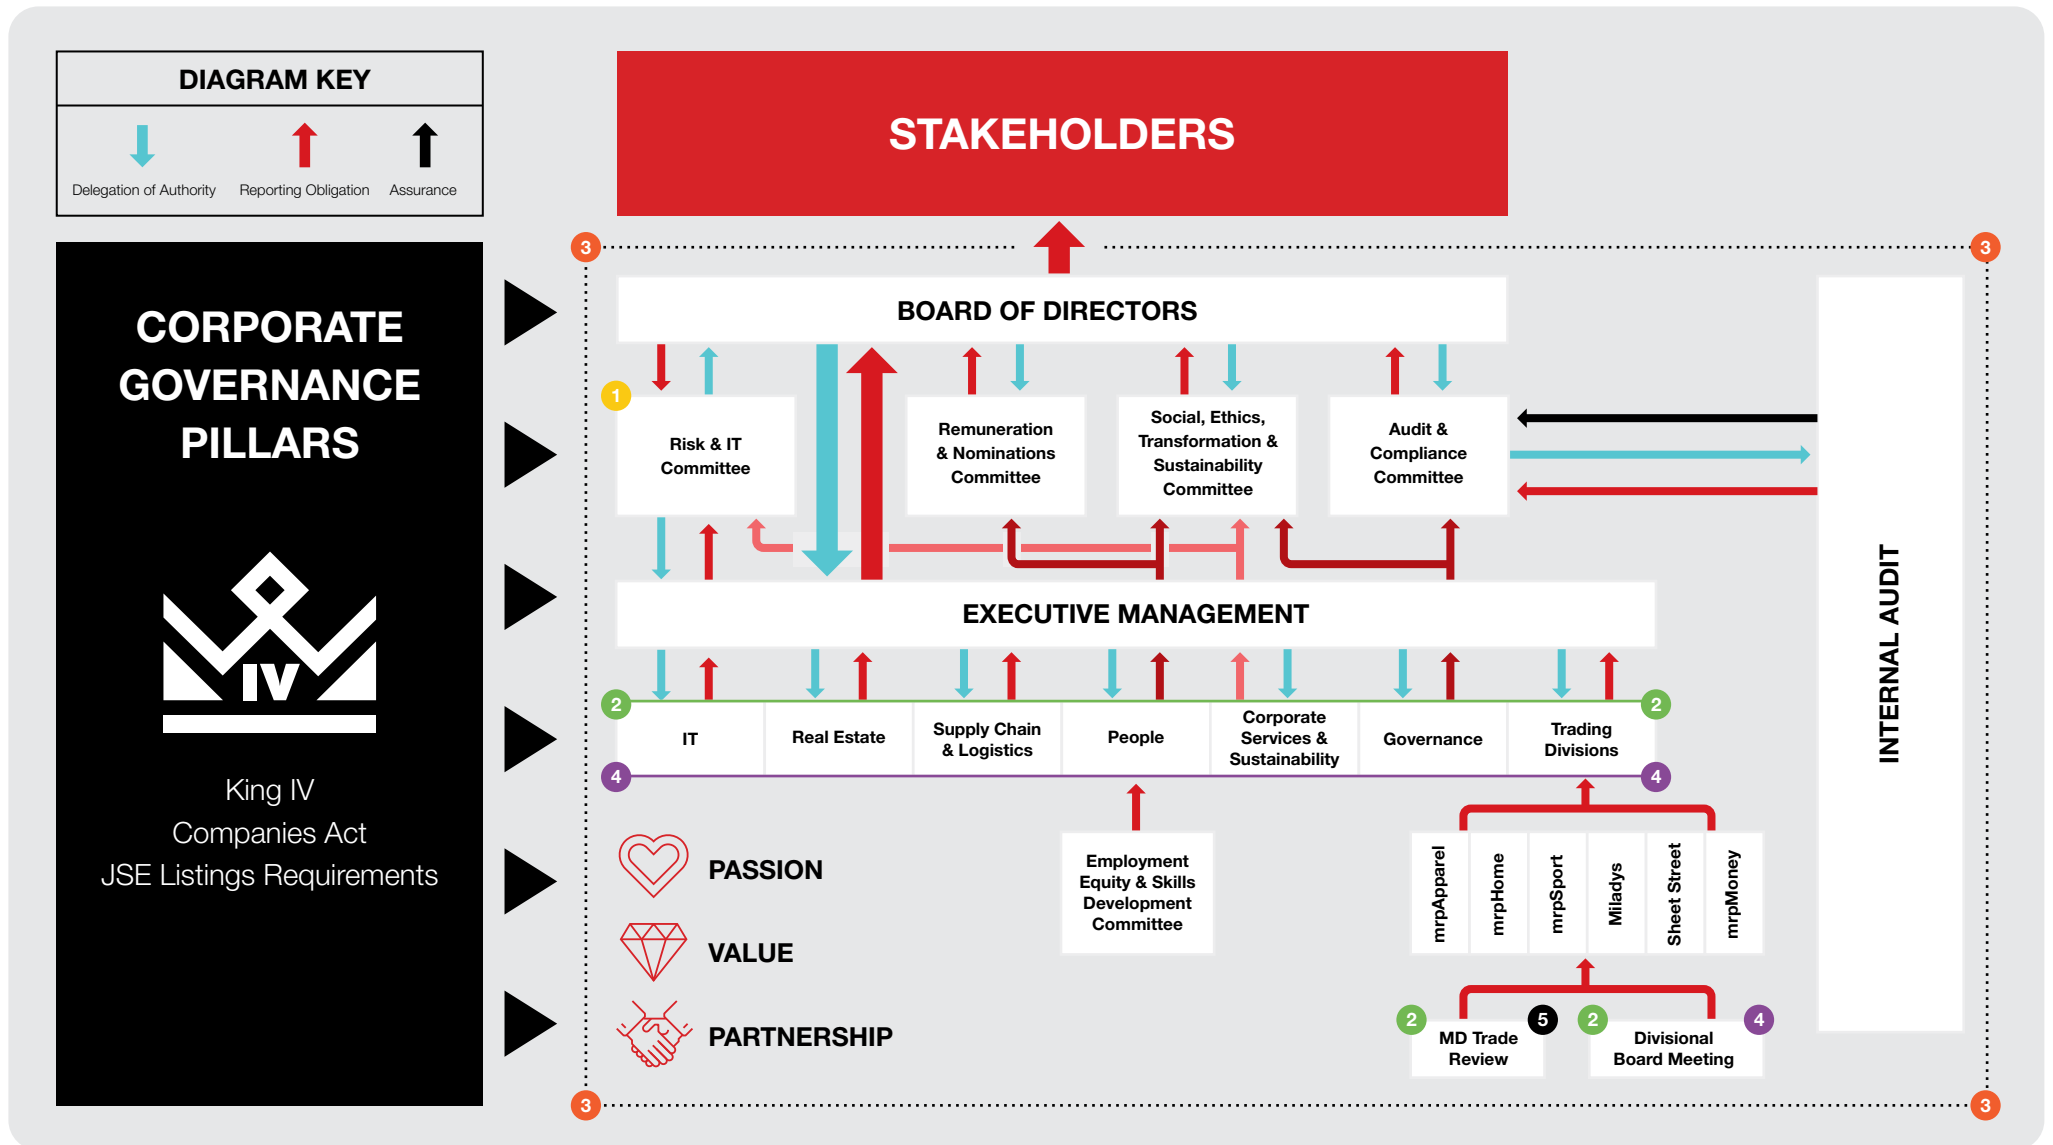 DIAGRAM KEY
Delegation of Authority
Reporting Obligation
Assurance
CORPORATE
GOVERNANCE
PILLARS
IV
King IV
Companies Act
JSE Listings Requirements
STAKEHOLDERS
3
3
BOARD OF DIRECTORS
1
Risk & IT
Committee
Remuneration
& Nominations
Committee
Social, Ethics,
Transformation &
Sustainability
Committee
Audit &
Compliance
Committee
INTERNAL AUDIT
EXECUTIVE MANAGEMENT
2
2
IT
Real Estate
Supply Chain
& Logistics
People
Corporate
Services &
Sustainability
Governance
Trading
Divisions
4
4
PASSION
VALUE
PARTNERSHIP
Employment
Equity & Skills
Development
Committee
mrpApparel
mrpHome
mrpSport
Miladys
Sheet Street
mrpMoney
2
5
MD Trade
Review
2
4
Divisional
Board Meeting
3
3